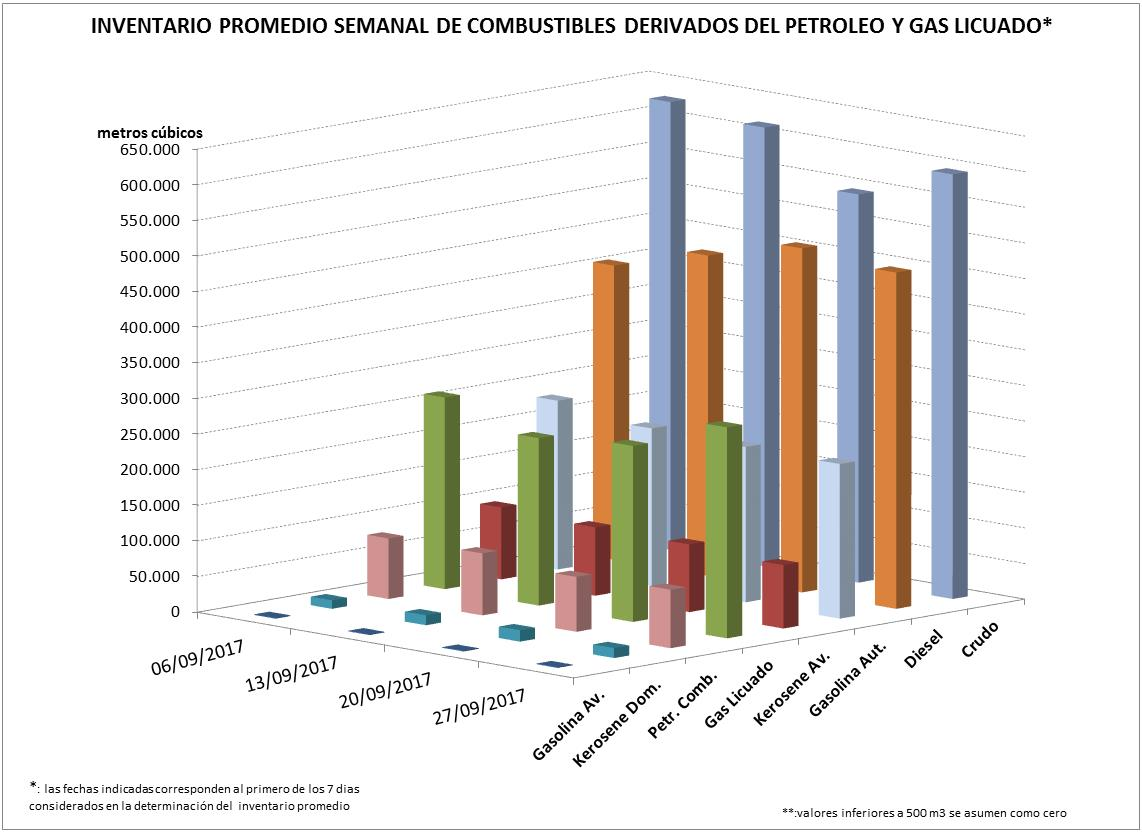 INVENTARIO PROMEDIO SEMANAL DE COMBUSTIBLES DERIVADOS DEL PETROLEO Y GAS LICUADO*
metros cúbicos
650.000
600.000
550.000
500.000
450.000
400.000
350.000
300.000
250.000
200.000
150.000
100.000
50.000
0
06/09/2017
13/09/2017
20/09/2017
27/09/2017
Gasolina Av.
Kerosene Dom.
Petr. Comb.
Gas Licuado
Kerosene Av.
Gasolina Aut.
Diesel
Crudo
*: las fechas indicadas corresponden al primero de los 7 dias
considerados en la determinación del inventario promedio
**:valores inferiores a 500 m3 se asumen como cero